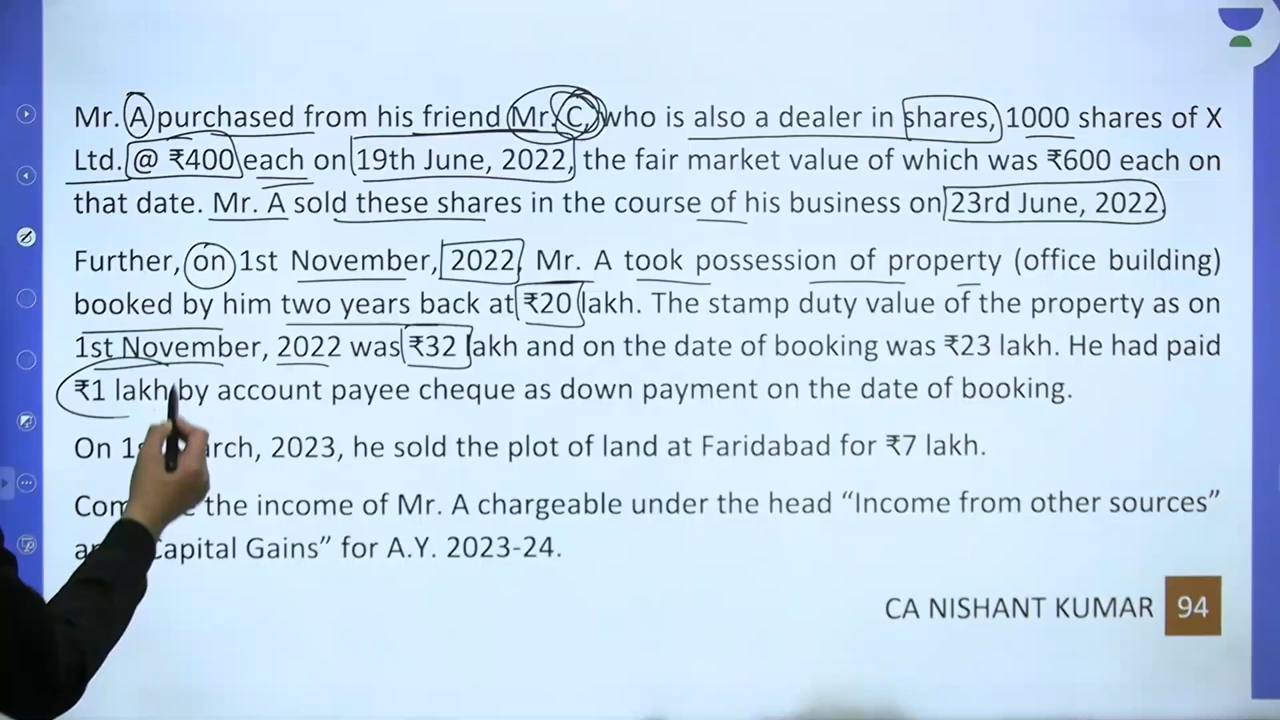 Mr. A purchased from his friend Mr. C, who is also a dealer in shares, 1000 shares of X
Ltd. @ ₹400 each on 19th June, 2022, the fair market value of which was ₹600 each on
that date. Mr. A sold these shares in the course of his business on 23rd June, 2022.
Further, on 1st November, 2022, Mr. A took possession of property (office building)
booked by him two years back at ₹20 lakh. The stamp duty value of the property as on
1st November, 2022 was ₹32 lakh and on the date of booking was ₹23 lakh. He had paid
₹1 lakh by account payee cheque as down payment on the date of booking.
On 2023, he sold the plot of land at Faridabad for ₹7 lakh.
the income of Mr. A chargeable under the head “Income from other sources”
Capital Gains” for A.Y. 2023-24.
CA NISHANT KUMAR 94